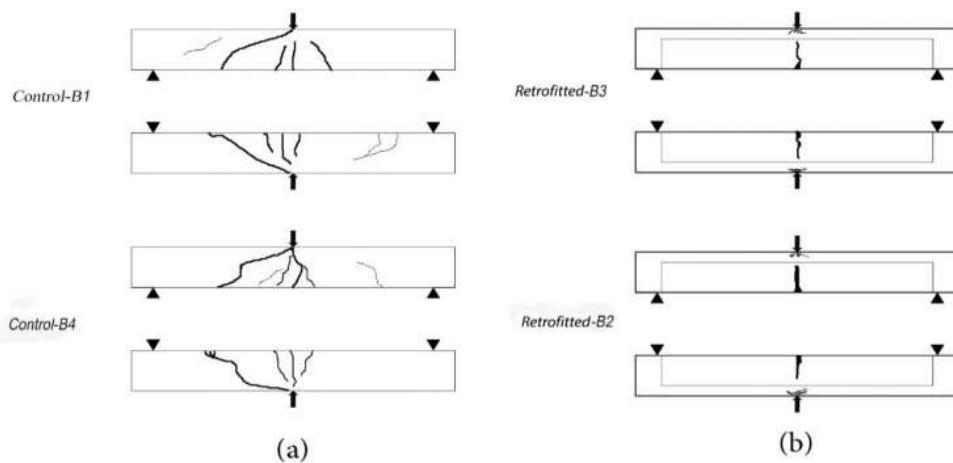 Control-B1
Control-B4
(a)
Retrofitted-B3
Retrofitted-B2
(b)